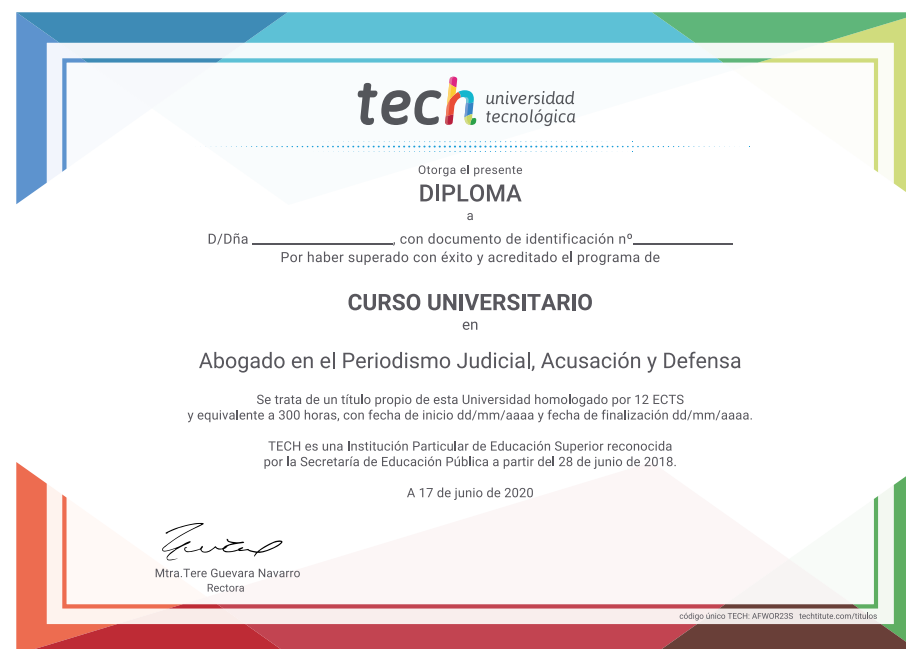 tech universidad
tecnológica
Otorga el presente
DIPLOMA
a
D/Dña ____________________, con documento de identificación nº______________
Por haber superado con éxito y acreditado el programa de
CURSO UNIVERSITARIO
en
Abogado en el Periodismo Judicial, Acusación y Defensa
Se trata de un título propio de esta Universidad homologado por 12 ECTS
y equivalente a 300 horas, con fecha de inicio dd/mm/aaaa y fecha de finalización dd/mm/aaaa.
TECH es una Institución Particular de Educación Superior reconocida
por la Secretaría de Educación Pública a partir del 28 de junio de 2018.
A 17 de junio de 2020
Mtra.Tere Guevara Navarro
Rectora
código único TECH: AFWOR23S techtitute.com/titulos